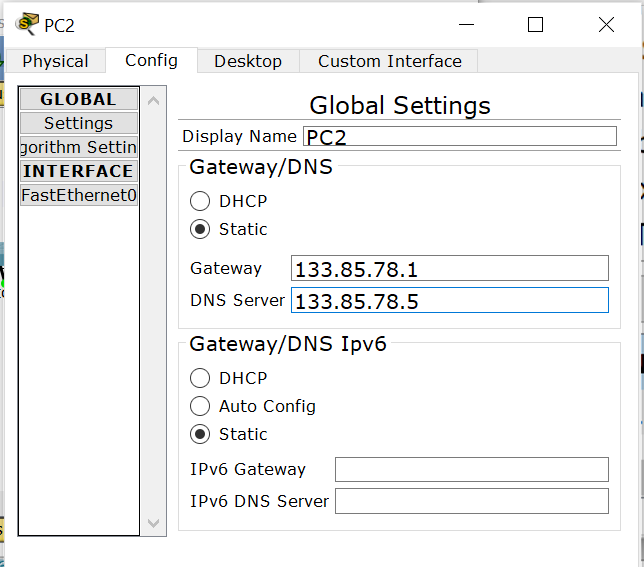 PC2
Physical Config Desktop Custom Interface
GLOBAL
Settings
gorithm Settin
INTERFACE
FastEthernet0
Global Settings
Display Name PC2
Gateway/DNS
DHCP
Static
Gateway 133.85.78.1
DNS Server 133.85.78.5
Gateway/DNS Ipv6
DHCP
Auto Config
Static
IPv6 Gateway
IPv6 DNS Server